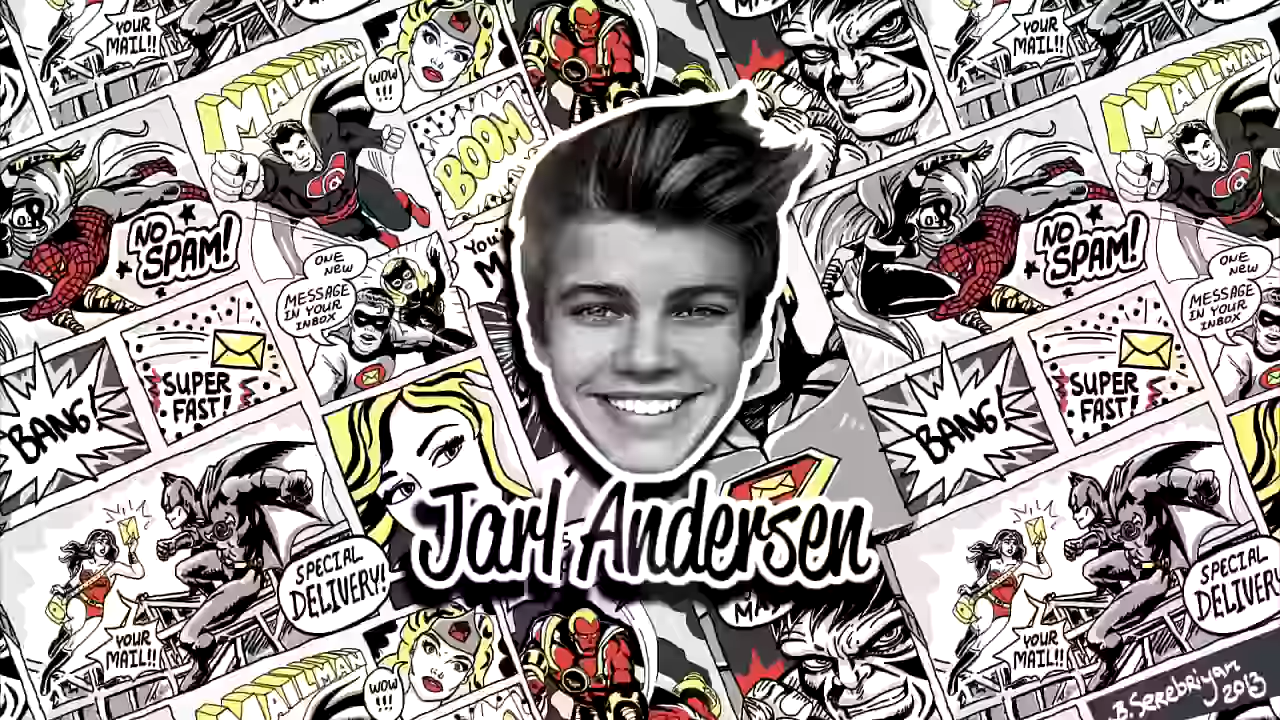 YOUR
MAIL!!
MAILMAN
WOW
!!!
BOOM
NO
SPAM!
ONE
NEW
MESSAGE
IN YOUR
INBOX
BANG!
SUPER
FAST!
SPECIAL
DELIVERY!
YOUR
MAIL!!
MAILMAN
WOW
!!!
Jarl Andersen
YOUR
MAIL!!
MAILMAN
NO
SPAM!
ONE
NEW
MESSAGE
IN YOUR
INBOX
BANG!
SUPER
FAST!
SPECIAL
DELIVERY
YOUR
MAIL!!
B Serebriyan
2013